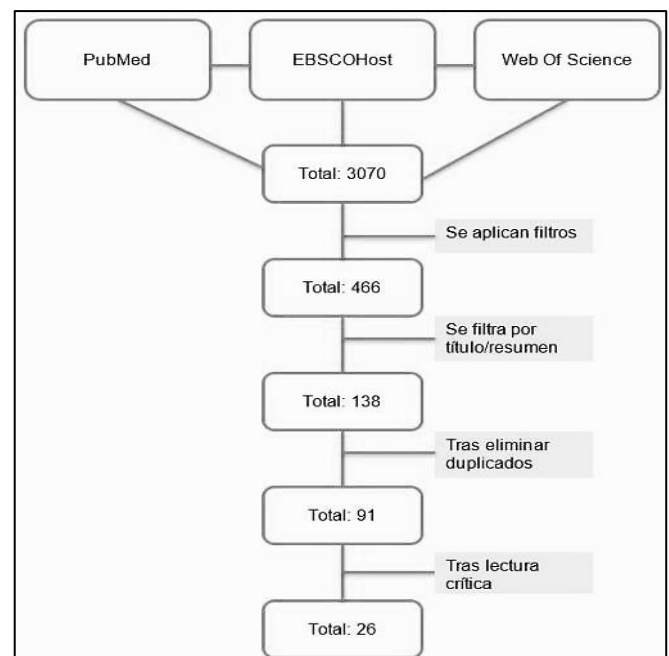 PubMed
EBSCOHost
Web Of Science
Total: 3070
Se aplican filtros
Total: 466
Se filtra por
título/resumen
Total: 138
Tras eliminar
duplicados
Total: 91
Tras lectura
crítica
Total: 26